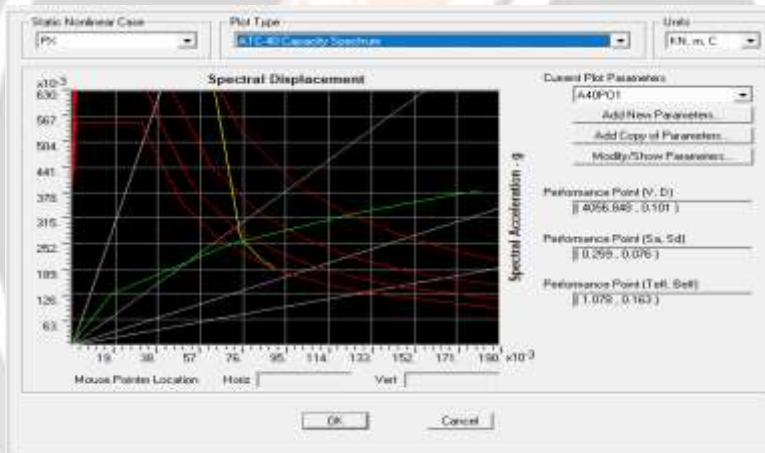 Static Nonlinear Case
Plot Type
Units
PX
ATC-40 Capacity Spectrum
KN, m, C
Spectral Displacement
x10-3
630.
567.
504.
441.
378.
315.
252.
189.
126.
63.
19. 38. 57. 76. 95. 114. 133. 152. 171. 190. x10-3
Spectral Acceleration - g
Mouse Pointer Location Horiz Vert
Current Plot Parameters
A40PO1
Add New Parameters...
Add Copy of Parameters...
Modify/Show Parameters...
Performance Point (V, D)
( 4056.848 , 0.101 )
Performance Point (Sa, Sd)
( 0.259 , 0.076 )
Performance Point (Teff, Beff)
( 1.079 , 0.163 )
OK
Cancel